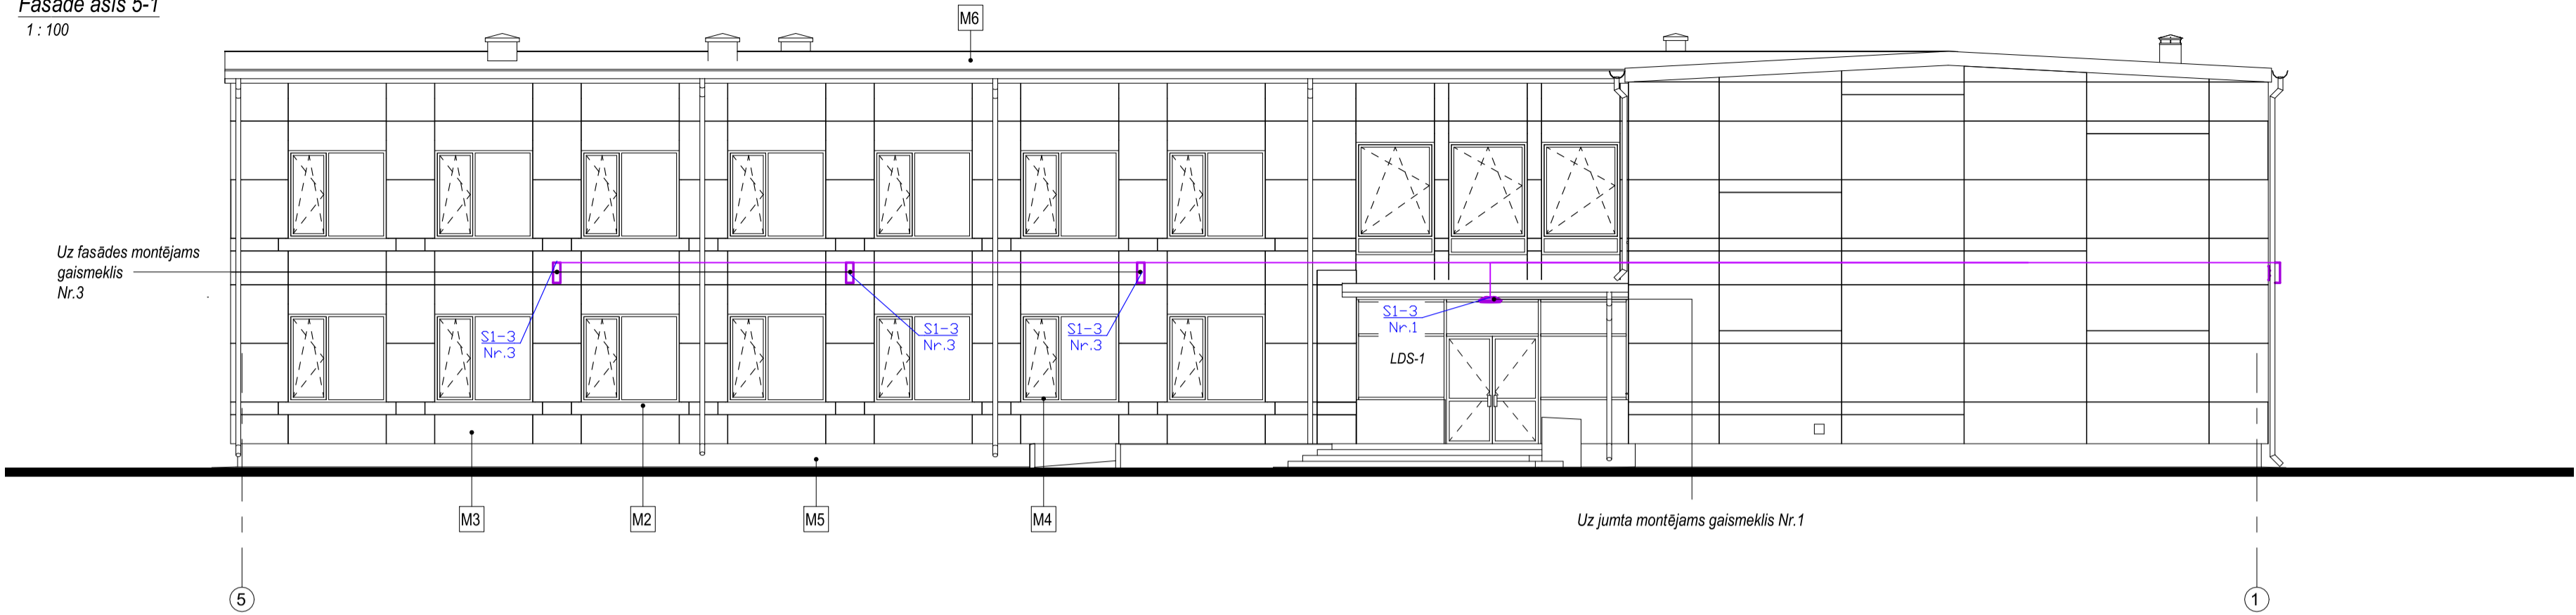 Fasāde asīs 5-1
1 : 100
M6
Uz fasādes montējams
gaismeklis
Nr.3
S1-3
Nr.3
S1-3
Nr.3
S1-3
Nr.3
S1-3
Nr.1
LDS-1
M3
M2
M5
M4
Uz jumta montējams gaismeklis Nr.1
5
1